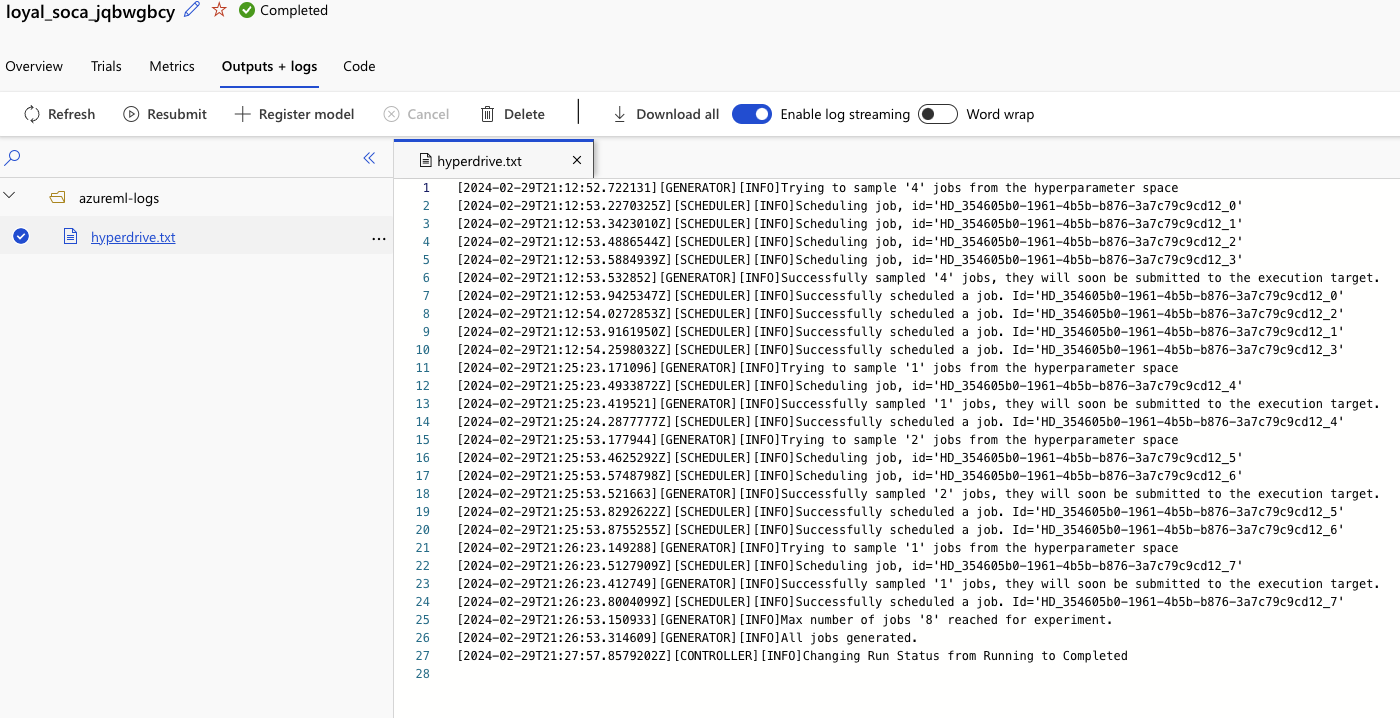 loyal_soca_jqbwgbcy Completed
Overview Trials Metrics Outputs + logs Code
Refresh Resubmit Register model Cancel Delete Download all Enable log streaming Word wrap
hyperdrive.txt
azureml-logs
hyperdrive.txt
1 [2024-02-29T21:12:52.722131][GENERATOR][INFO]Trying to sample '4' jobs from the hyperparameter space
2 [2024-02-29T21:12:53.2270325Z][SCHEDULER][INFO]Scheduling job, id='HD_354605b0-1961-4b5b-b876-3a7c79c9cd12_0'
3 [2024-02-29T21:12:53.3423010Z][SCHEDULER][INFO]Scheduling job, id='HD_354605b0-1961-4b5b-b876-3a7c79c9cd12_1'
4 [2024-02-29T21:12:53.4886544Z][SCHEDULER][INFO]Scheduling job, id='HD_354605b0-1961-4b5b-b876-3a7c79c9cd12_2'
5 [2024-02-29T21:12:53.5884939Z][SCHEDULER][INFO]Scheduling job, id='HD_354605b0-1961-4b5b-b876-3a7c79c9cd12_3'
6 [2024-02-29T21:12:53.532852][GENERATOR][INFO]Successfully sampled '4' jobs, they will soon be submitted to the execution target.
7 [2024-02-29T21:12:53.9425347Z][SCHEDULER][INFO]Successfully scheduled a job. Id='HD_354605b0-1961-4b5b-b876-3a7c79c9cd12_0'
8 [2024-02-29T21:12:54.0272853Z][SCHEDULER][INFO]Successfully scheduled a job. Id='HD_354605b0-1961-4b5b-b876-3a7c79c9cd12_2'
9 [2024-02-29T21:12:53.9161950Z][SCHEDULER][INFO]Successfully scheduled a job. Id='HD_354605b0-1961-4b5b-b876-3a7c79c9cd12_1'
10 [2024-02-29T21:12:54.2598032Z][SCHEDULER][INFO]Successfully scheduled a job. Id='HD_354605b0-1961-4b5b-b876-3a7c79c9cd12_3'
11 [2024-02-29T21:25:23.171096][GENERATOR][INFO]Trying to sample '1' jobs from the hyperparameter space
12 [2024-02-29T21:25:23.4933872Z][SCHEDULER][INFO]Scheduling job, id='HD_354605b0-1961-4b5b-b876-3a7c79c9cd12_4'
13 [2024-02-29T21:25:23.419521][GENERATOR][INFO]Successfully sampled '1' jobs, they will soon be submitted to the execution target.
14 [2024-02-29T21:25:24.2877777Z][SCHEDULER][INFO]Successfully scheduled a job. Id='HD_354605b0-1961-4b5b-b876-3a7c79c9cd12_4'
15 [2024-02-29T21:25:53.177944][GENERATOR][INFO]Trying to sample '2' jobs from the hyperparameter space
16 [2024-02-29T21:25:53.4625292Z][SCHEDULER][INFO]Scheduling job, id='HD_354605b0-1961-4b5b-b876-3a7c79c9cd12_5'
17 [2024-02-29T21:25:53.5748798Z][SCHEDULER][INFO]Scheduling job, id='HD_354605b0-1961-4b5b-b876-3a7c79c9cd12_6'
18 [2024-02-29T21:25:53.521663][GENERATOR][INFO]Successfully sampled '2' jobs, they will soon be submitted to the execution target.
19 [2024-02-29T21:25:53.8292622Z][SCHEDULER][INFO]Successfully scheduled a job. Id='HD_354605b0-1961-4b5b-b876-3a7c79c9cd12_5'
20 [2024-02-29T21:25:53.8755255Z][SCHEDULER][INFO]Successfully scheduled a job. Id='HD_354605b0-1961-4b5b-b876-3a7c79c9cd12_6'
21 [2024-02-29T21:26:23.149288][GENERATOR][INFO]Trying to sample '1' jobs from the hyperparameter space
22 [2024-02-29T21:26:23.5127909Z][SCHEDULER][INFO]Scheduling job, id='HD_354605b0-1961-4b5b-b876-3a7c79c9cd12_7'
23 [2024-02-29T21:26:23.412749][GENERATOR][INFO]Successfully sampled '1' jobs, they will soon be submitted to the execution target.
24 [2024-02-29T21:26:23.8004099Z][SCHEDULER][INFO]Successfully scheduled a job. Id='HD_354605b0-1961-4b5b-b876-3a7c79c9cd12_7'
25 [2024-02-29T21:26:53.150933][GENERATOR][INFO]Max number of jobs '8' reached for experiment.
26 [2024-02-29T21:26:53.314609][GENERATOR][INFO]All jobs generated.
27 [2024-02-29T21:27:57.8579202Z][CONTROLLER][INFO]Changing Run Status from Running to Completed
28